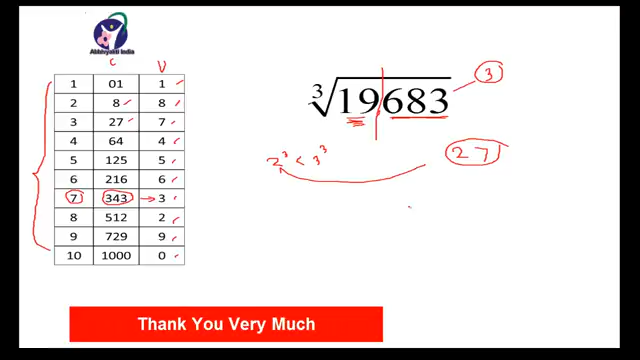 Abhivyakti India
C U
1 01 1
2 8 8
3 27 7
4 64 4
5 125 5
6 216 6
7 343 → 3
8 512 2
9 729 9
10 1000 0
∛19683
3
2³ < 3³
27
Thank You Very Much